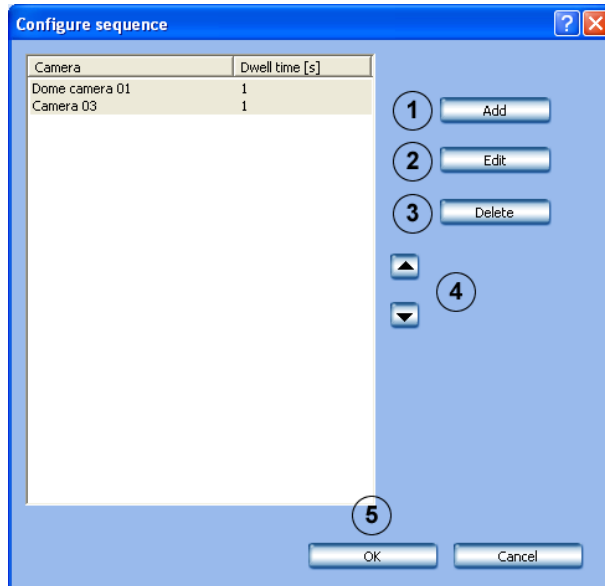 Configure sequence
Camera Dwell time [s]
Dome camera 01 1
Camera 03 1
1 Add
2 Edit
3 Delete
4
5
OK Cancel